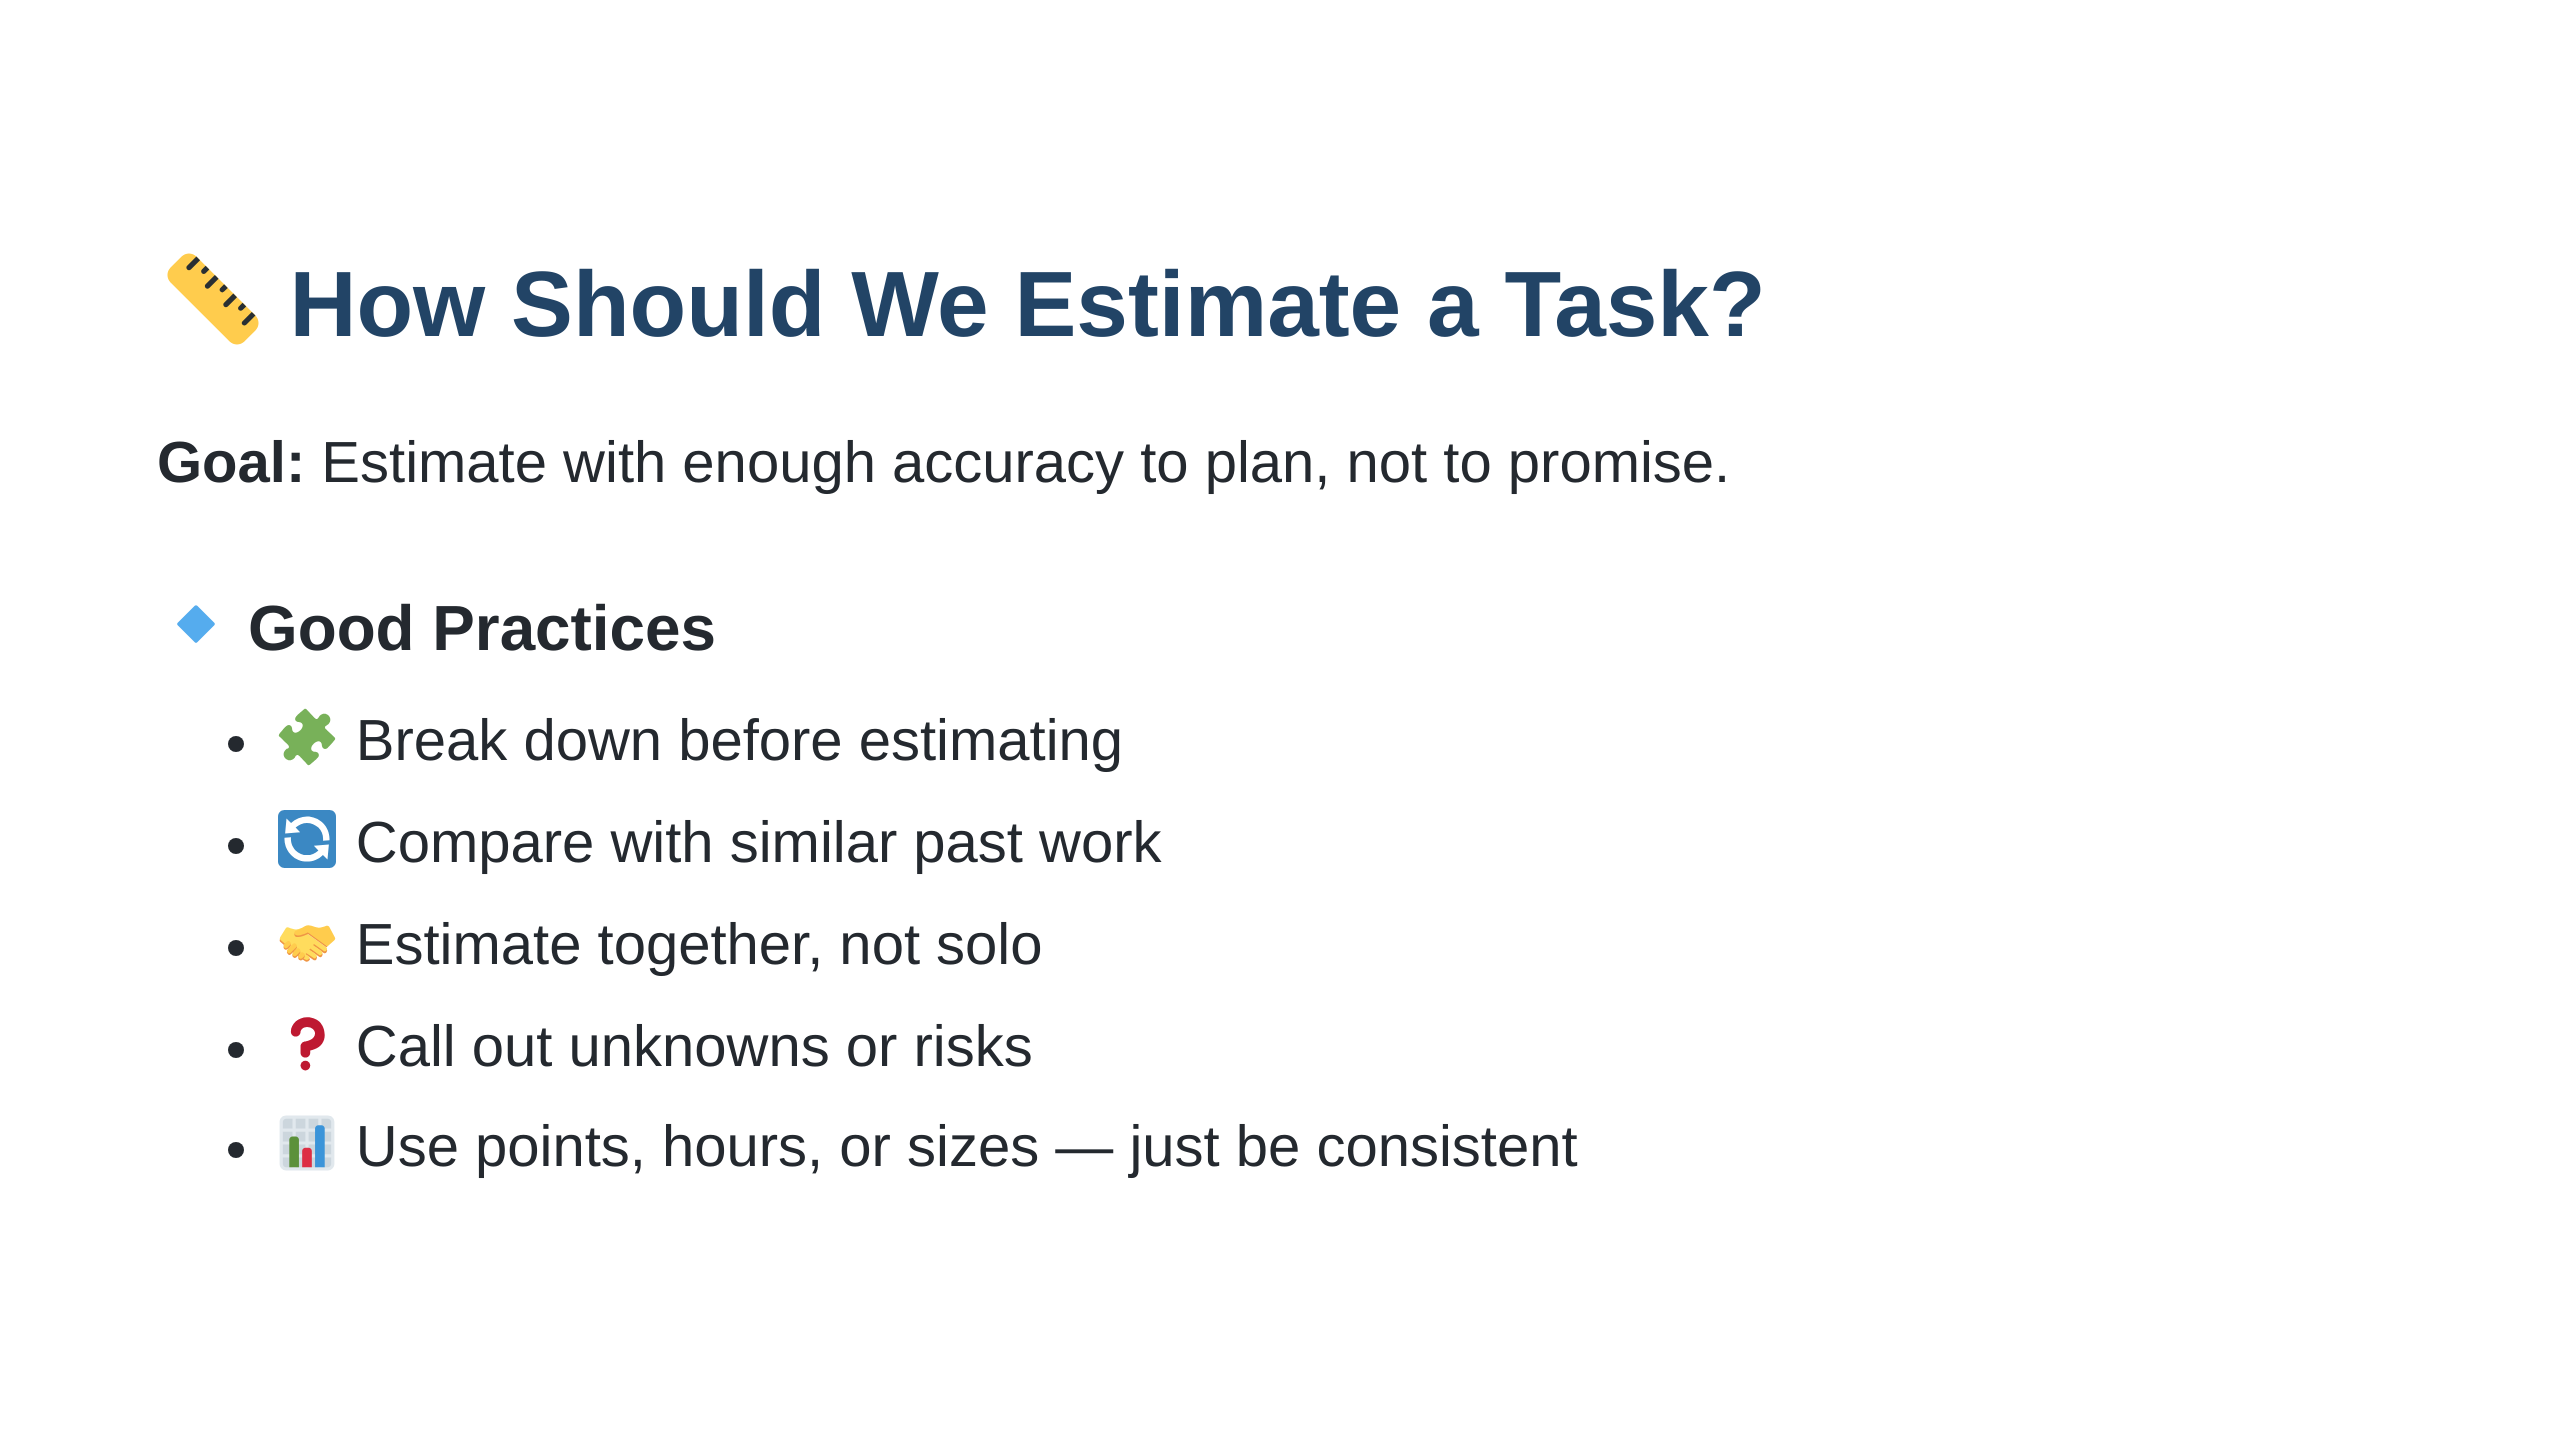 📏 How Should We Estimate a Task?
Goal: Estimate with enough accuracy to plan, not to promise.
🔹 Good Practices
• 🧩 Break down before estimating
• 🔄 Compare with similar past work
• 🤝 Estimate together, not solo
• ❓ Call out unknowns or risks
• 📊 Use points, hours, or sizes — just be consistent